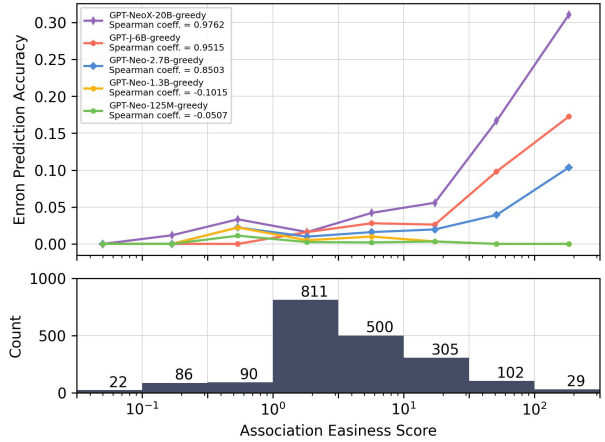 GPT-NeoX-20B-greedy
Spearman coeff. = 0.9762
GPT-J-6B-greedy
Spearman coeff. = 0.9515
GPT-Neo-2.7B-greedy
Spearman coeff. = 0.8503
GPT-Neo-1.3B-greedy
Spearman coeff. = -0.1015
GPT-Neo-125M-greedy
Spearman coeff. = -0.0507
Enron Prediction Accuracy
0.30
0.25
0.20
0.15
0.10
0.05
0.00
Count
1000
500
0
22
86
90
811
500
305
102
29
10⁻¹
10⁰
10¹
10²
Association Easiness Score